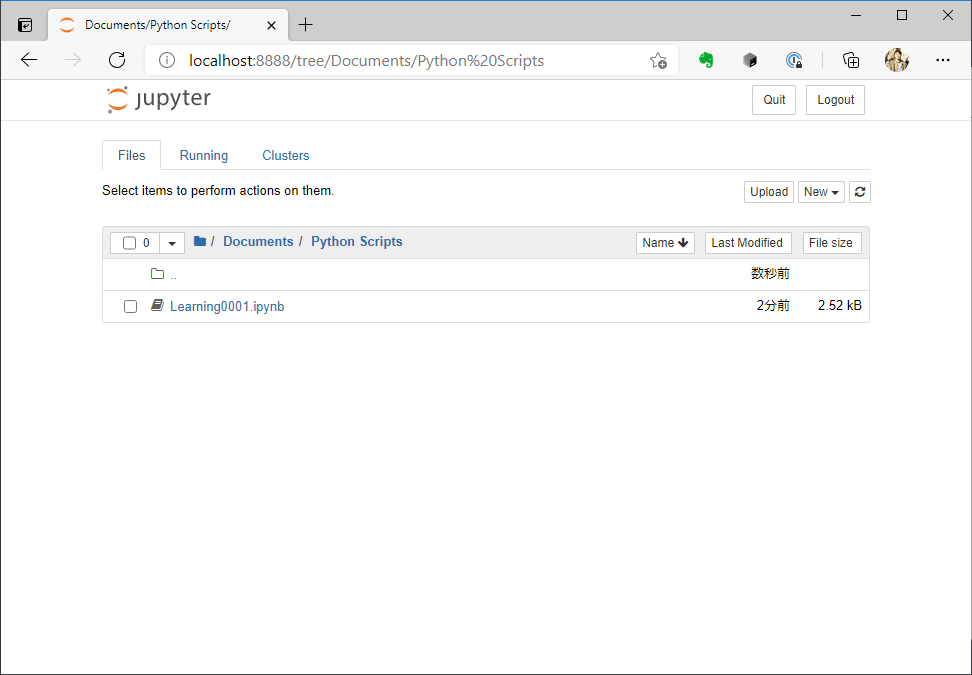 Documents/Python Scripts/
localhost:8888/tree/Documents/Python%20Scripts
jupyter
Quit
Logout
Files
Running
Clusters
Select items to perform actions on them.
Upload
New
0
/ Documents / Python Scripts
Name
Last Modified
File size
..
数秒前
Learning0001.ipynb
2分前
2.52 kB